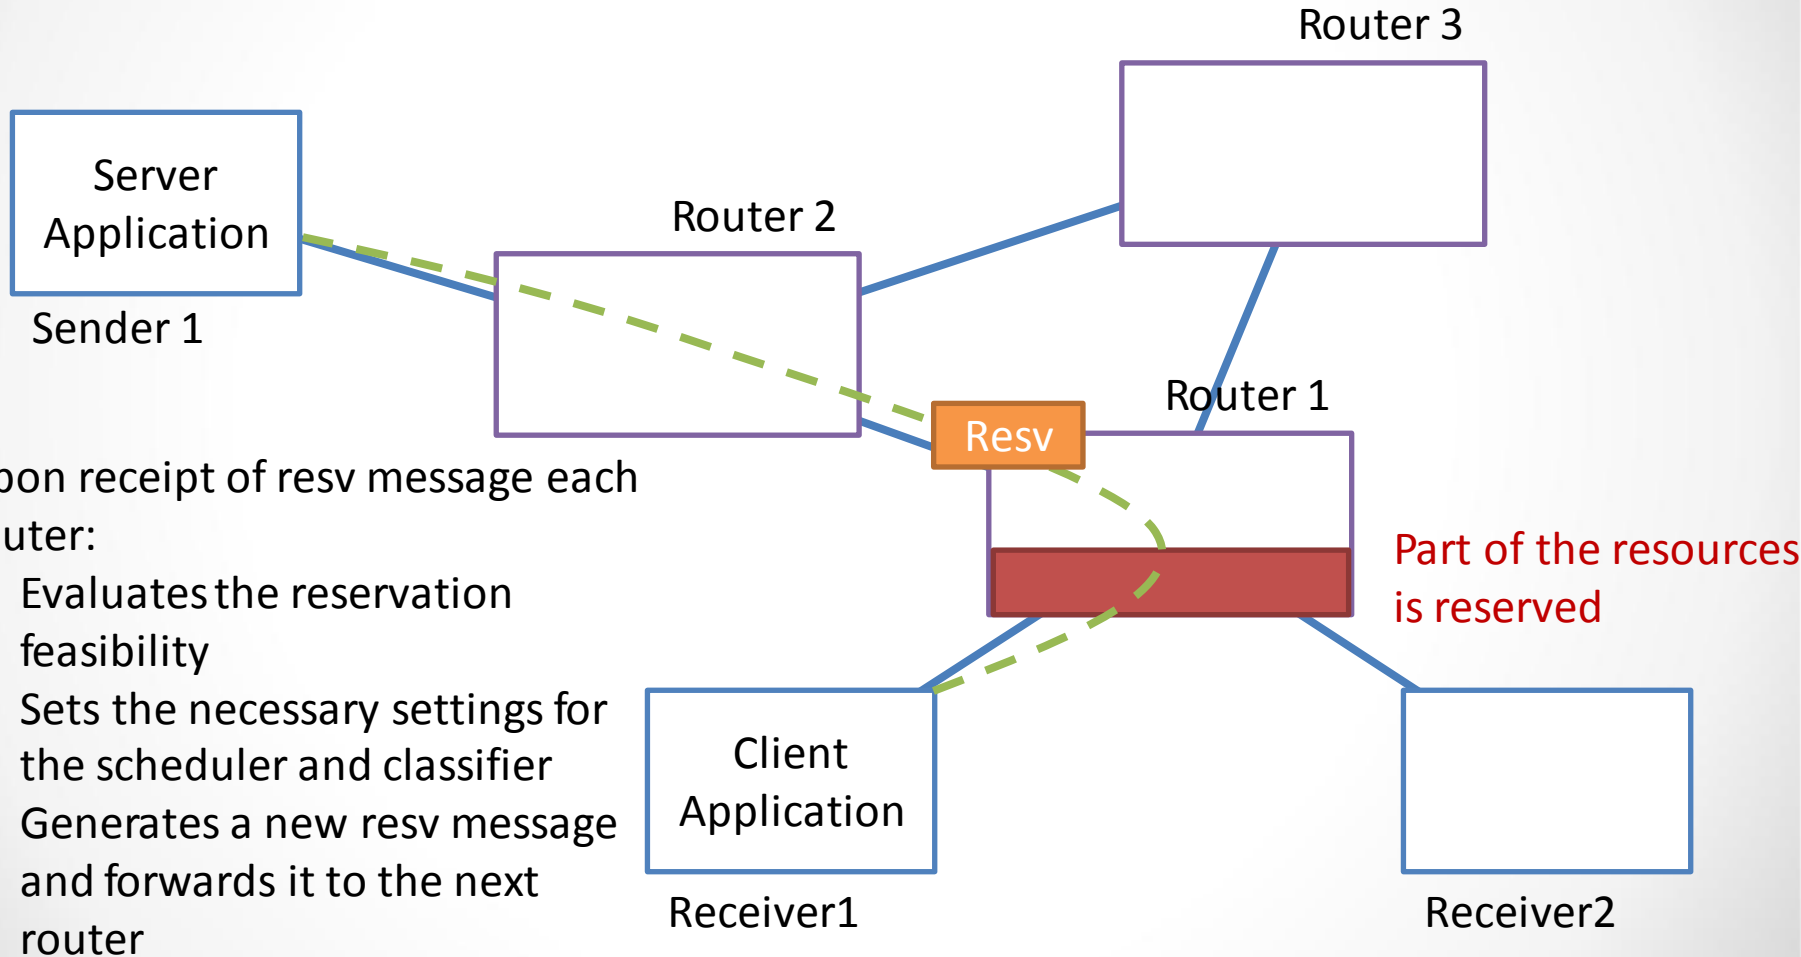 Router 3
Server
Application
Router 2
Sender 1
Router 1
Resv
pon receipt of resv message each
uter:
Evaluates the reservation
feasibility
Sets the necessary settings for
the scheduler and classifier
Generates a new resv message
and forwards it to the next
router
Part of the resources
is reserved
Client
Application
Receiver1
Receiver2